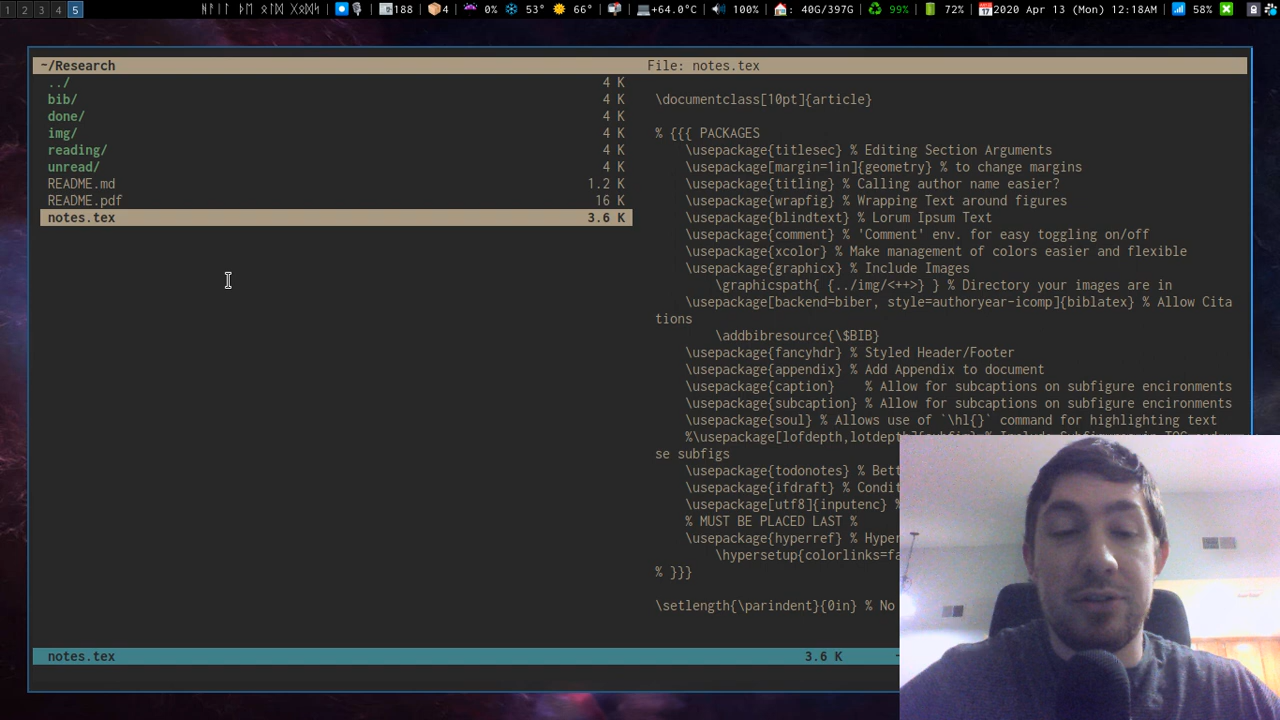 1 2 3 4 5 188 4 0% 53° 66° +64.0°C 100% : 40G/397G 99% 72% 2020 Apr 13 (Mon) 12:18AM 58%
~/Research
../ 4 K
bib/ 4 K
done/ 4 K
img/ 4 K
reading/ 4 K
unread/ 4 K
README.md 1.2 K
README.pdf 16 K
notes.tex 3.6 K
File: notes.tex
\documentclass[10pt]{article}
% {{{ PACKAGES
\usepackage{titlesec} % Editing Section Arguments
\usepackage[margin=1in]{geometry} % to change margins
\usepackage{titling} % Calling author name easier?
\usepackage{wrapfig} % Wrapping Text around figures
\usepackage{blindtext} % Lorum Ipsum Text
\usepackage{comment} % 'Comment' env. for easy toggling on/off
\usepackage{xcolor} % Make management of colors easier and flexible
\usepackage{graphicx} % Include Images
\graphicspath{ {../img/<++>} } % Directory your images are in
\usepackage[backend=biber, style=authoryear-icomp]{biblatex} % Allow Cita
tions
\addbibresource{\$BIB}
\usepackage{fancyhdr} % Styled Header/Footer
\usepackage{appendix} % Add Appendix to document
\usepackage{caption} % Allow for subcaptions on subfigure encironments
\usepackage{subcaption} % Allow for subcaptions on subfigure encironments
\usepackage{soul} % Allows use of `\hl{}` command for highlighting text
%\usepackage[lofdepth,lotdepth]{subfig} % Include Subfigures in TOC and
se subfigs
\usepackage{todonotes} % Bet
\usepackage{ifdraft} % Condit
\usepackage[utf8]{inputenc} %
% MUST BE PLACED LAST %
\usepackage{hyperref} % Hyper
\hypersetup{colorlinks=fa
% }}}
\setlength{\parindent}{0in} % No
notes.tex 3.6 K